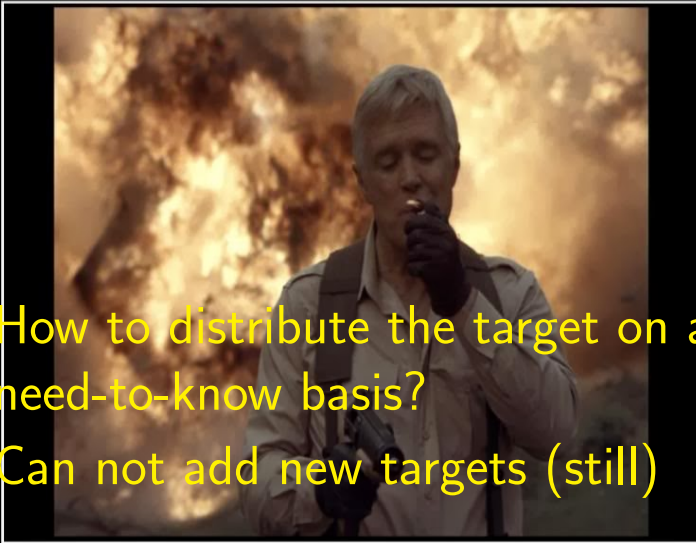 How to distribute the target on a
need-to-know basis?
Can not add new targets (still)